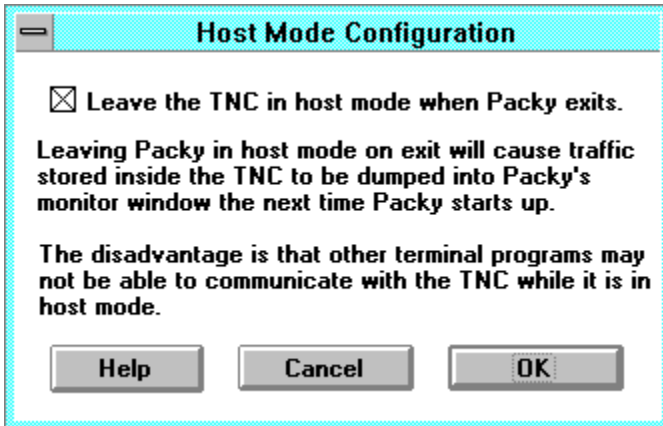 Host Mode Configuration
Leave the TNC in host mode when Packy exits.
Leaving Packy in host mode on exit will cause traffic
stored inside the TNC to be dumped into Packy's
monitor window the next time Packy starts up.
The disadvantage is that other terminal programs may
not be able to communicate with the TNC while it is in
host mode.
Help Cancel OK